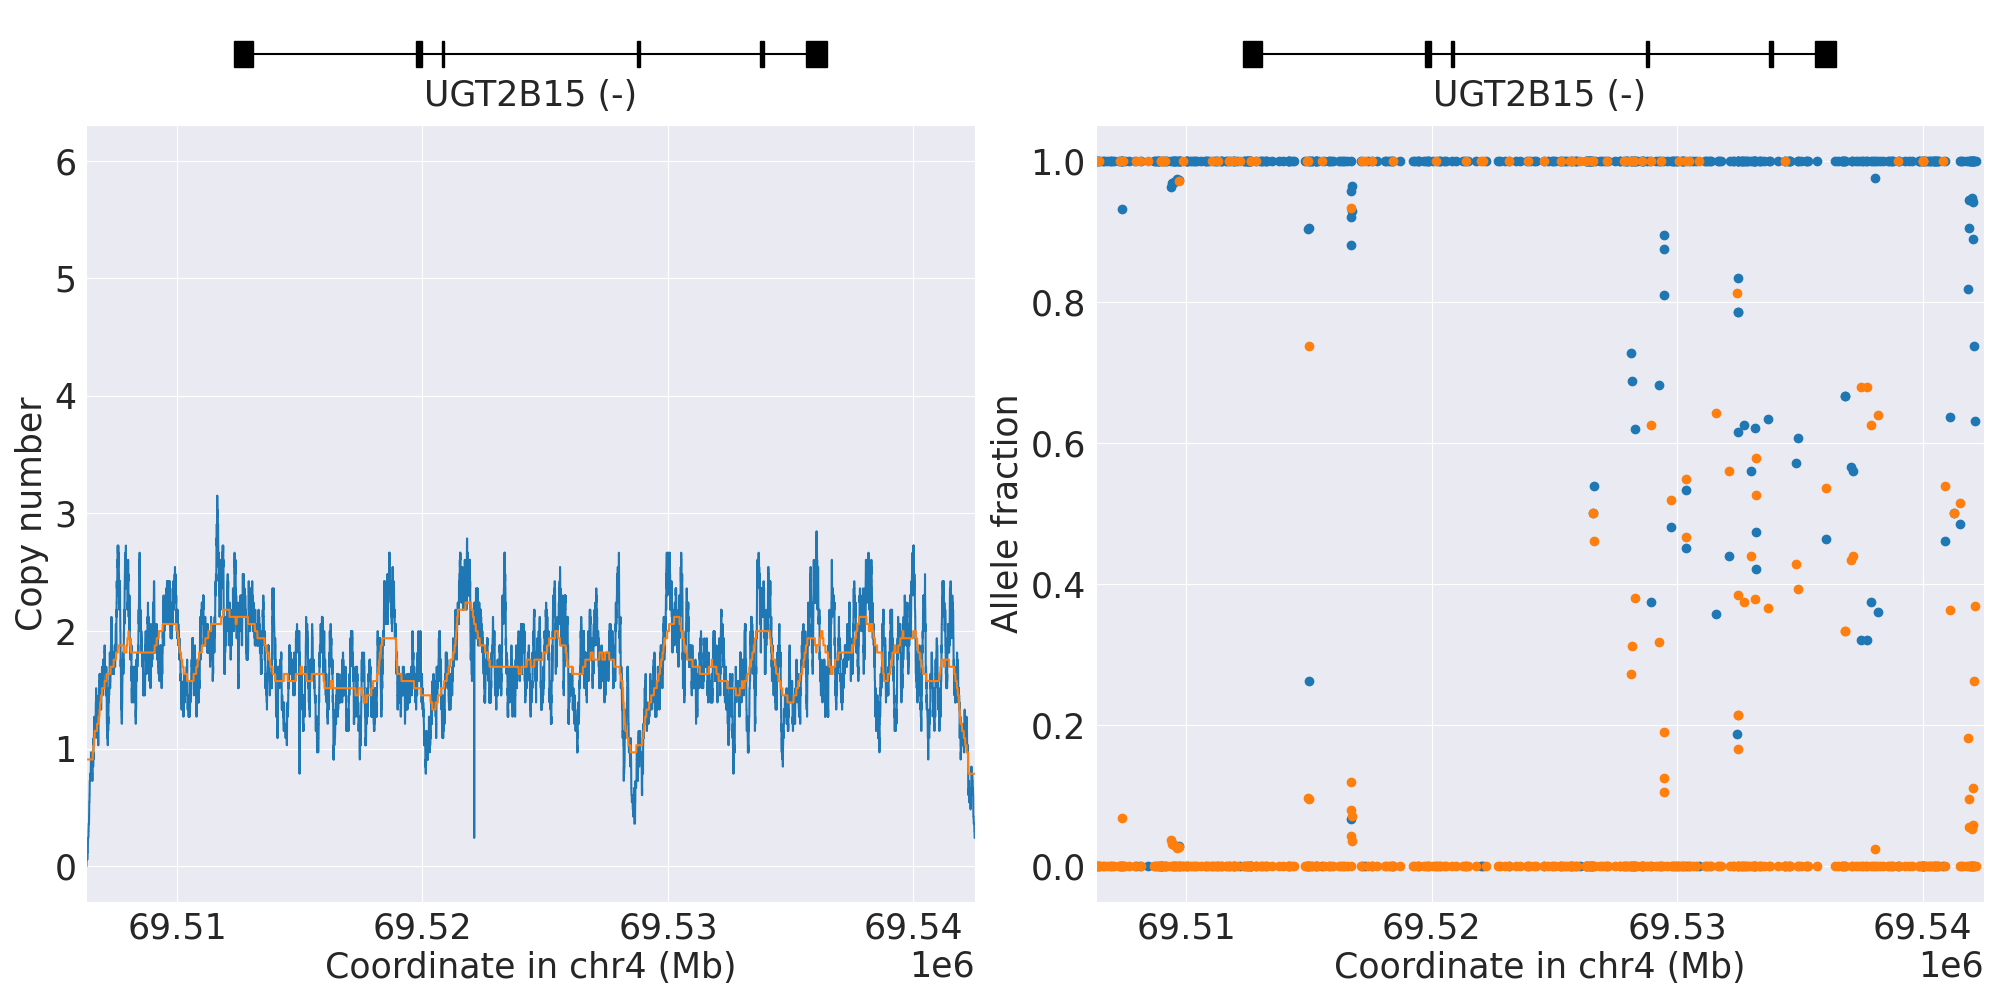 UGT2B15 (-)
UGT2B15 (-)
Copy number
6
5
4
3
2
1
0
69.51
69.52
69.53
69.54
Coordinate in chr4 (Mb)
1e6
Allele fraction
1.0
0.8
0.6
0.4
0.2
0.0
69.51
69.52
69.53
69.54
Coordinate in chr4 (Mb)
1e6